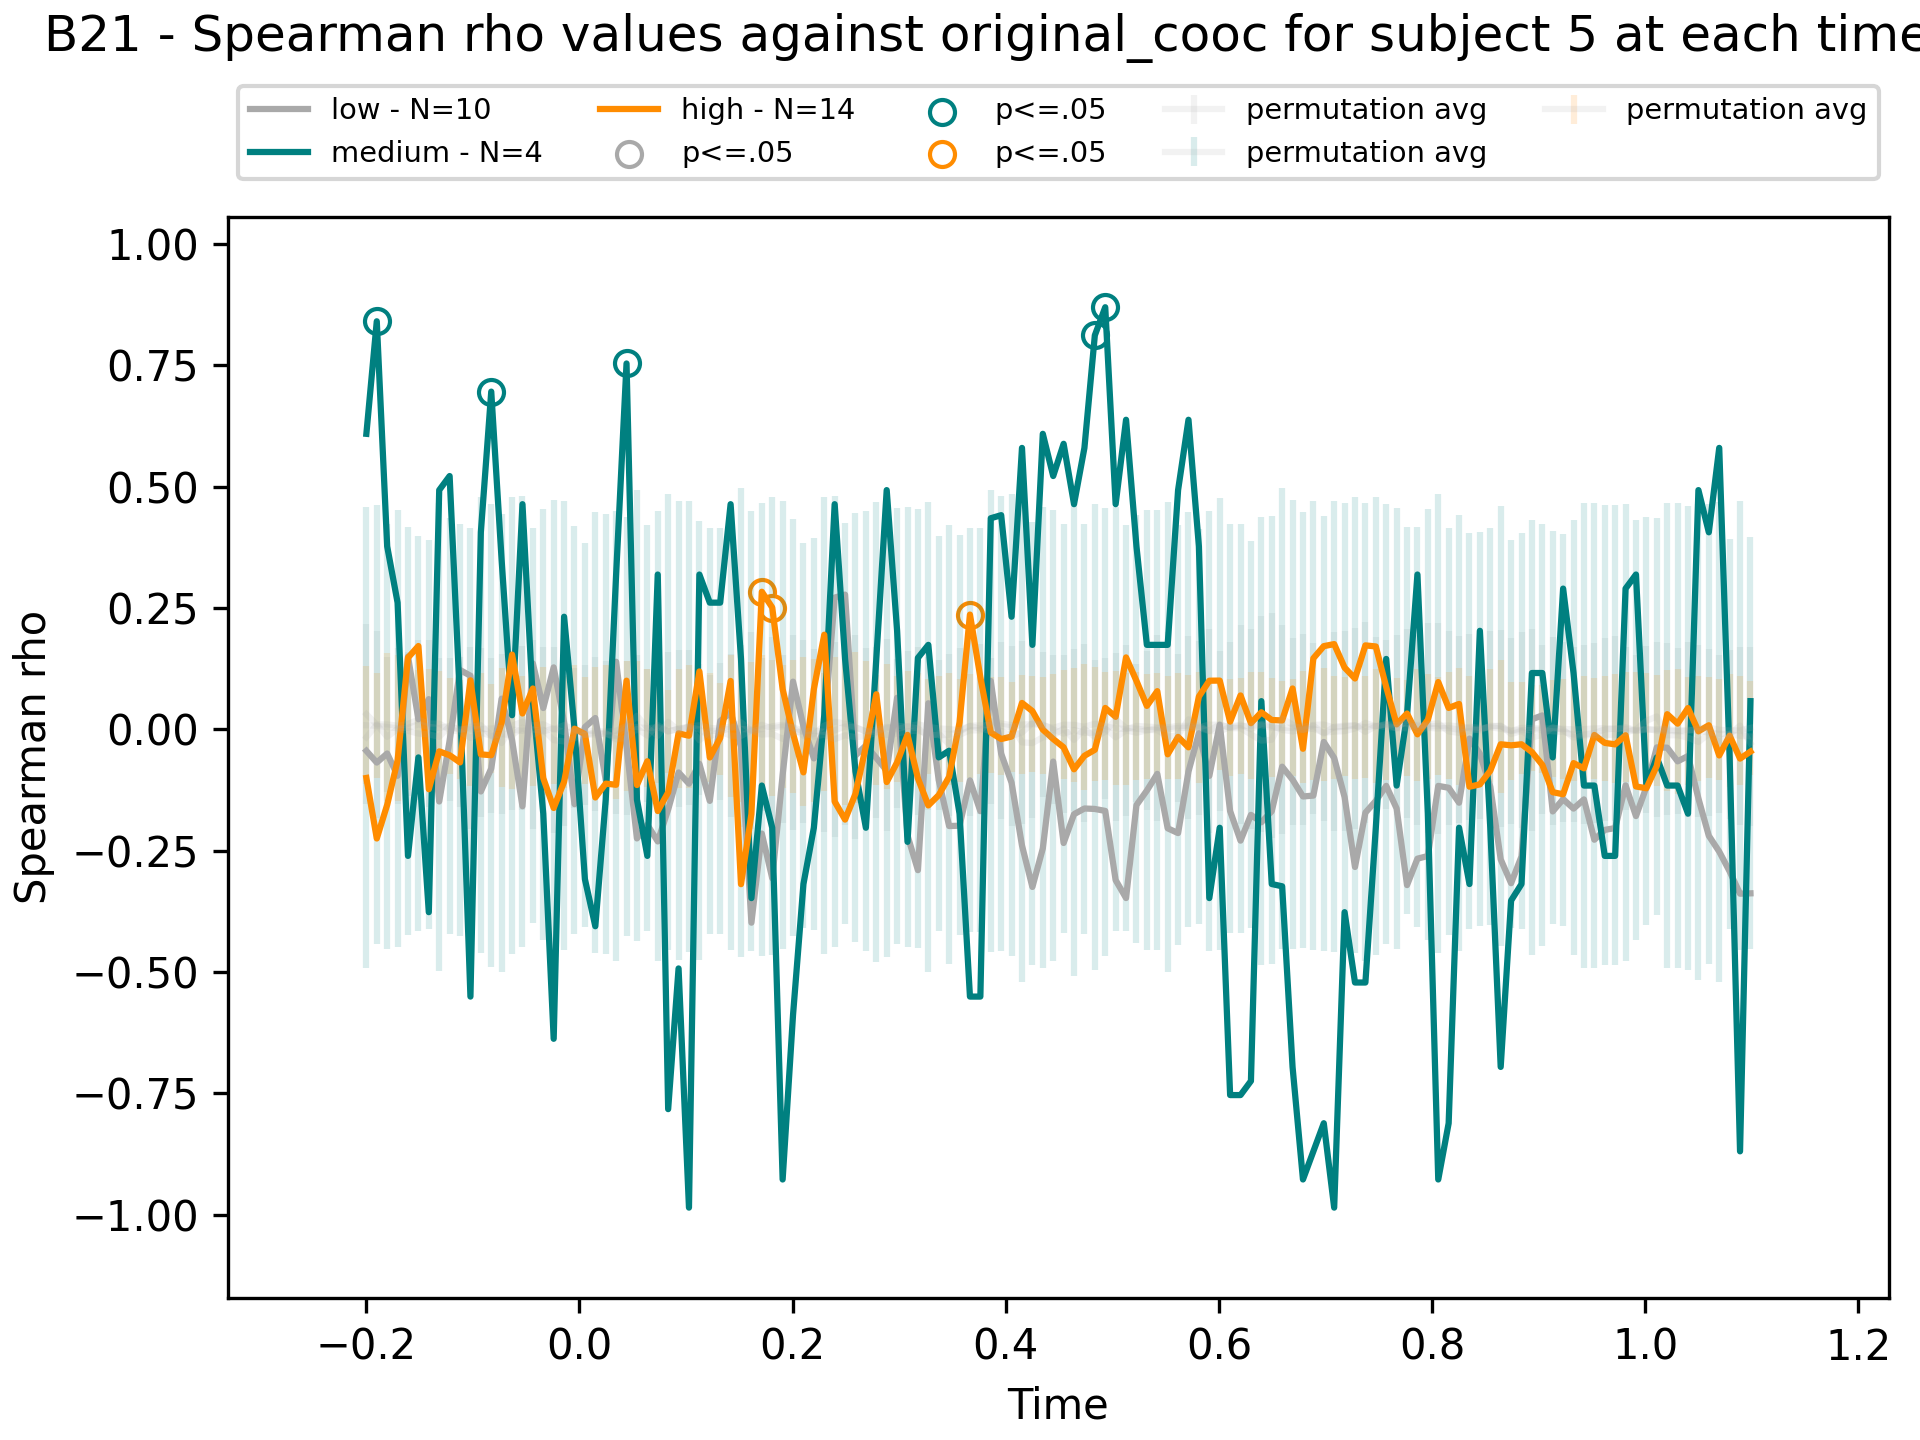 B21 - Spearman rho values against original_cooc for subject 5 at each time
low - N=10
medium - N=4
high - N=14
p<=.05
p<=.05
p<=.05
permutation avg
permutation avg
permutation avg
Spearman rho
1.00
0.75
0.50
0.25
0.00
−0.25
−0.50
−0.75
−1.00
−0.2 0.0 0.2 0.4 0.6 0.8 1.0 1.2
Time